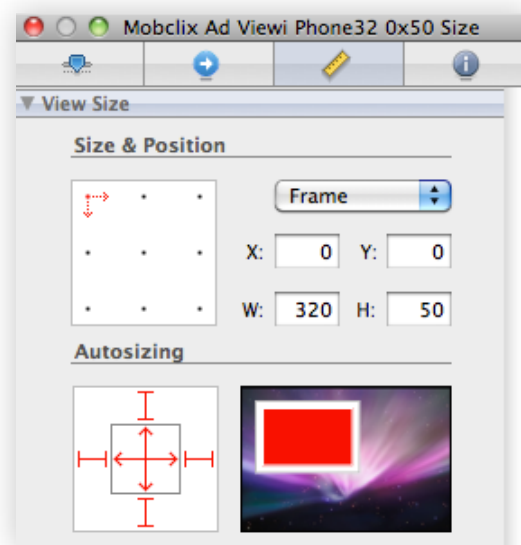 Mobclix Ad Viewi Phone32 0x50 Size
View Size
Size & Position
Frame
X: 0 Y: 0
W: 320 H: 50
Autosizing